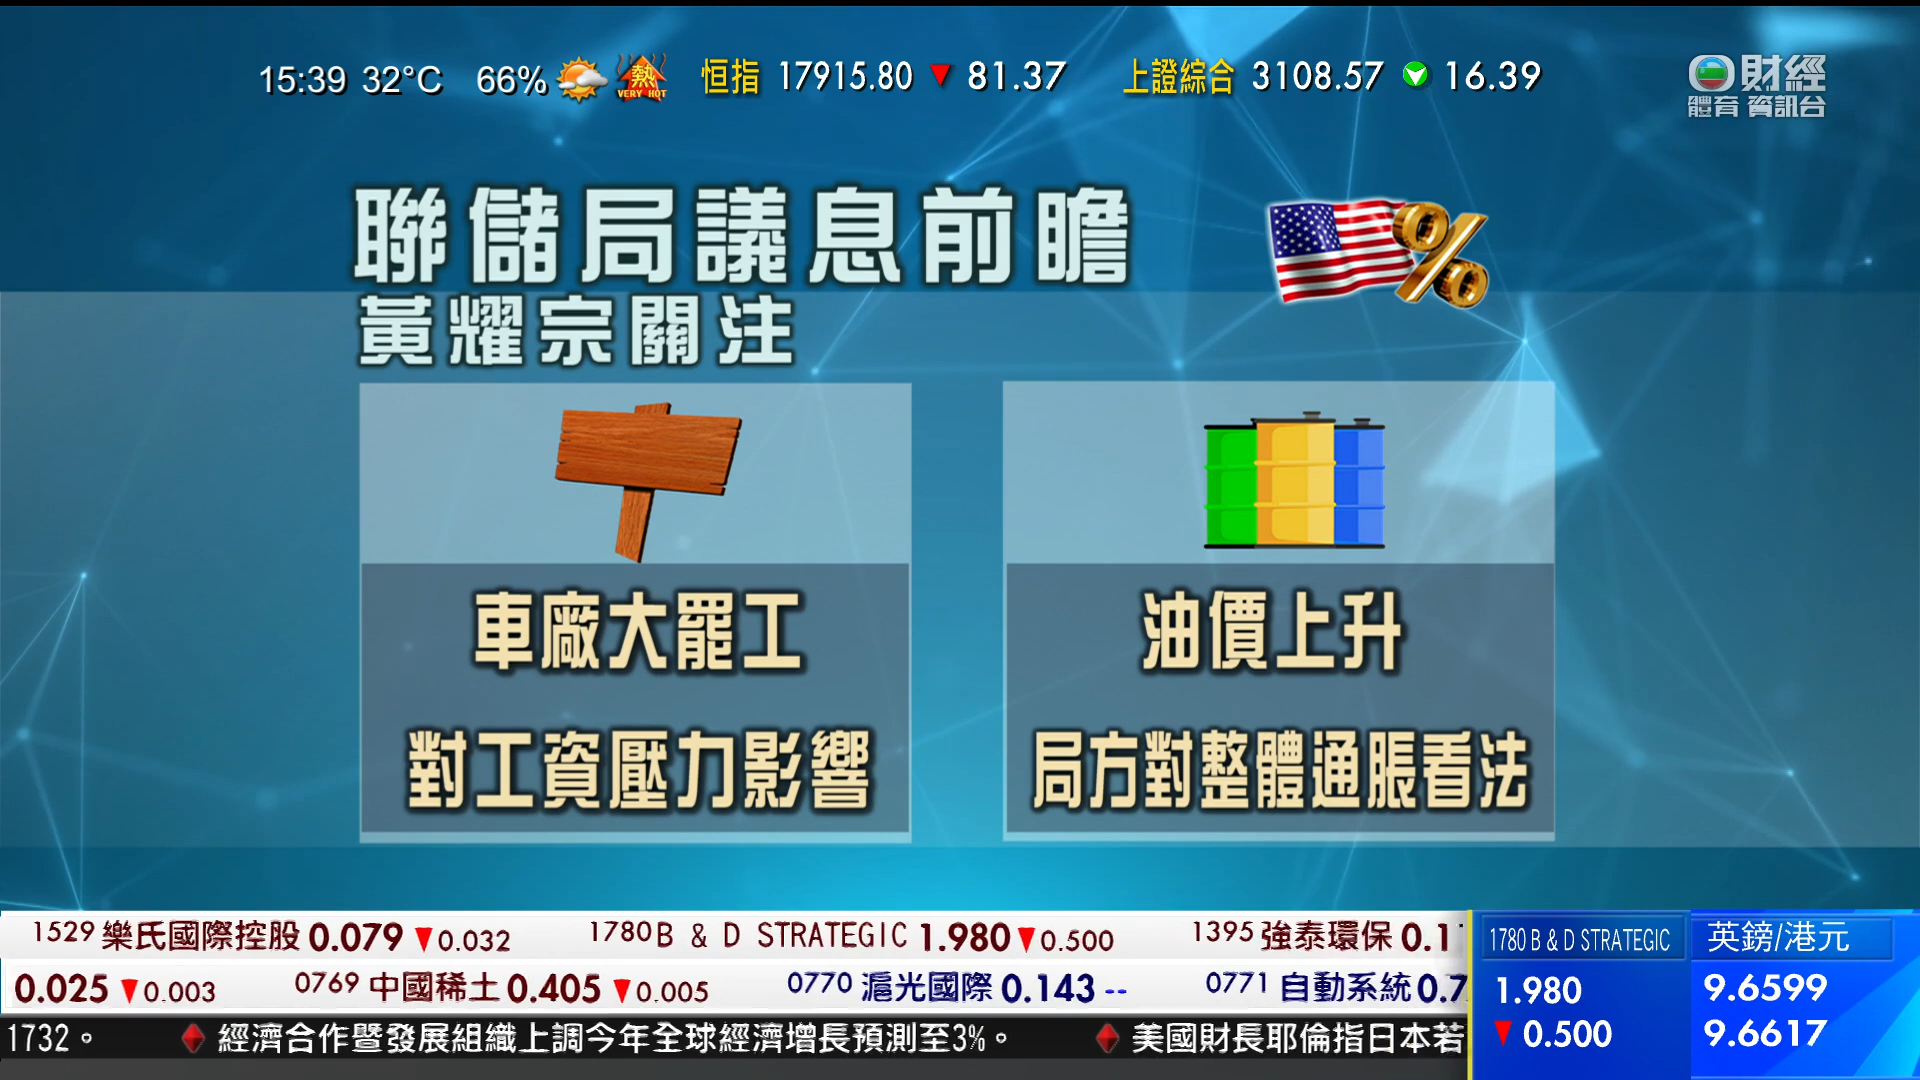 15:39 32°C 66% 熱 VERY HOT 恒指 17915.80 ▼ 81.37 上證綜合 3108.57 16.39
財經
體育 資訊台
聯儲局議息前瞻
黃耀宗關注
車廠大罷工
對工資壓力影響
油價上升
局方對整體通脹看法
1529 樂氏國際控股 0.079 ▼0.032 1780 B & D STRATEGIC 1.980 ▼0.500 1395 強泰環保
0.025 ▼0.003 0769 中國稀土 0.405 ▼0.005 0770 滬光國際 0.143 -- 0771 自動系統
1732。 ♦ 經濟合作暨發展組織上調今年全球經濟增長預測至3%。 ♦ 美國財長耶倫指日本若
1780 B & D STRATEGIC
1.980
▼ 0.500
英鎊/港元
9.6599
9.6617